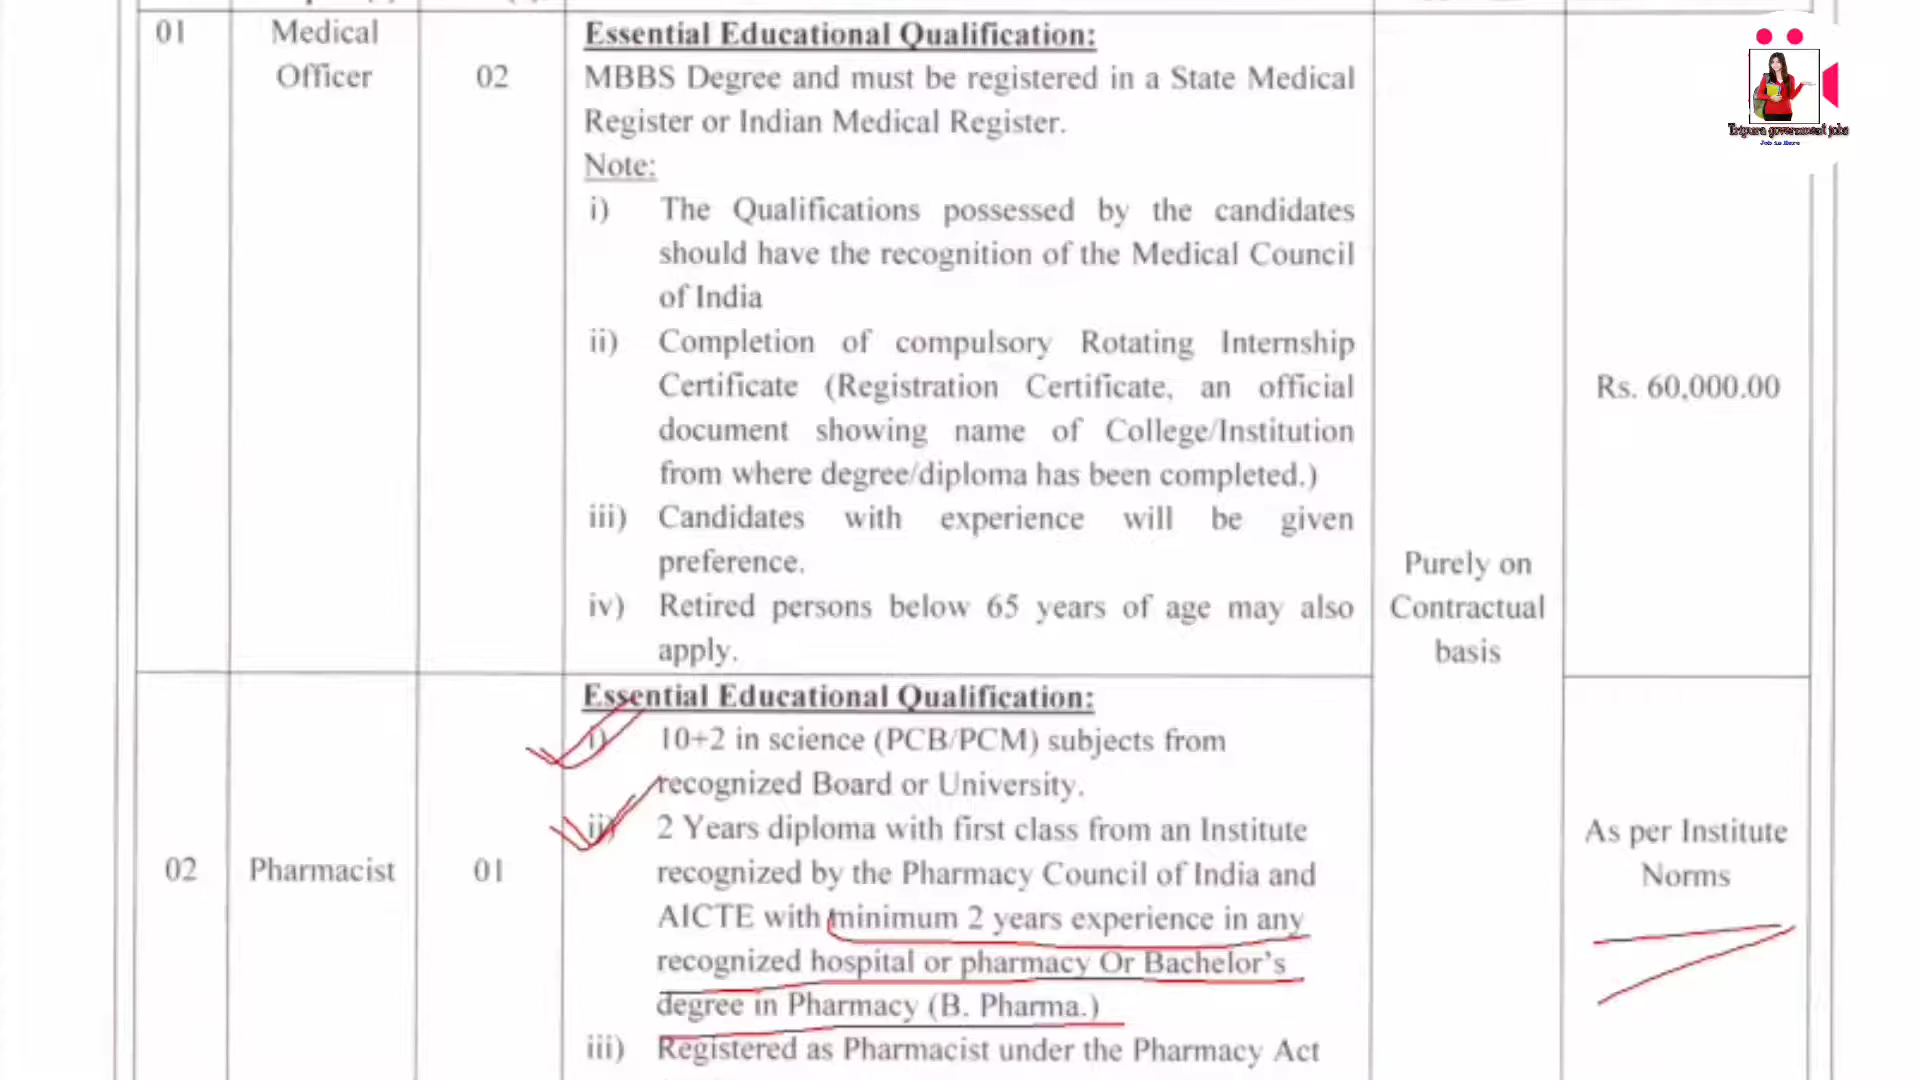 01
Medical
Officer
02
Essential Educational Qualification:
MBBS Degree and must be registered in a State Medical
Register or Indian Medical Register.
Note:
i) The Qualifications possessed by the candidates
should have the recognition of the Medical Council
of India
ii) Completion of compulsory Rotating Internship
Certificate (Registration Certificate, an official
document showing name of College/Institution
from where degree/diploma has been completed.)
iii) Candidates with experience will be given
preference.
iv) Retired persons below 65 years of age may also
apply.
Purely on
Contractual
basis
Rs. 60,000.00
02
Pharmacist
01
Essential Educational Qualification:
i) 10+2 in science (PCB/PCM) subjects from
recognized Board or University.
ii) 2 Years diploma with first class from an Institute
recognized by the Pharmacy Council of India and
AICTE with minimum 2 years experience in any
recognized hospital or pharmacy Or Bachelor's
degree in Pharmacy (B. Pharma.)
iii) Registered as Pharmacist under the Pharmacy Act
As per Institute
Norms
Tripura government jobs
Job is Here